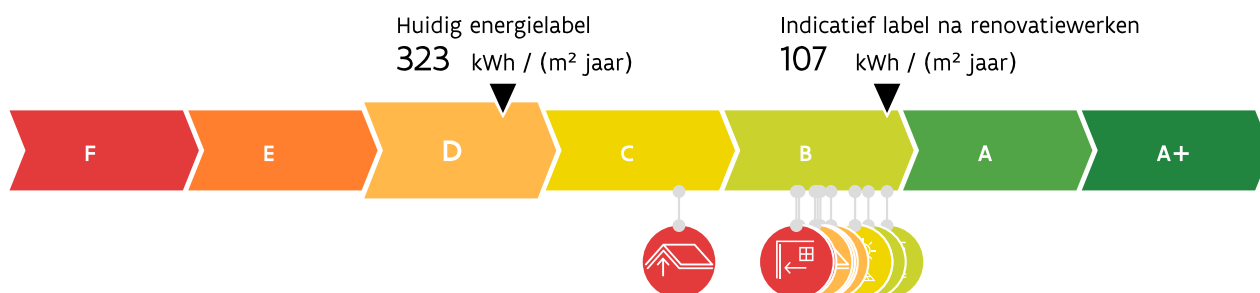 Huidig energielabel
323 kWh / (m² jaar)
Indicatief label na renovatiewerken
107 kWh / (m² jaar)
F E D C B A A+